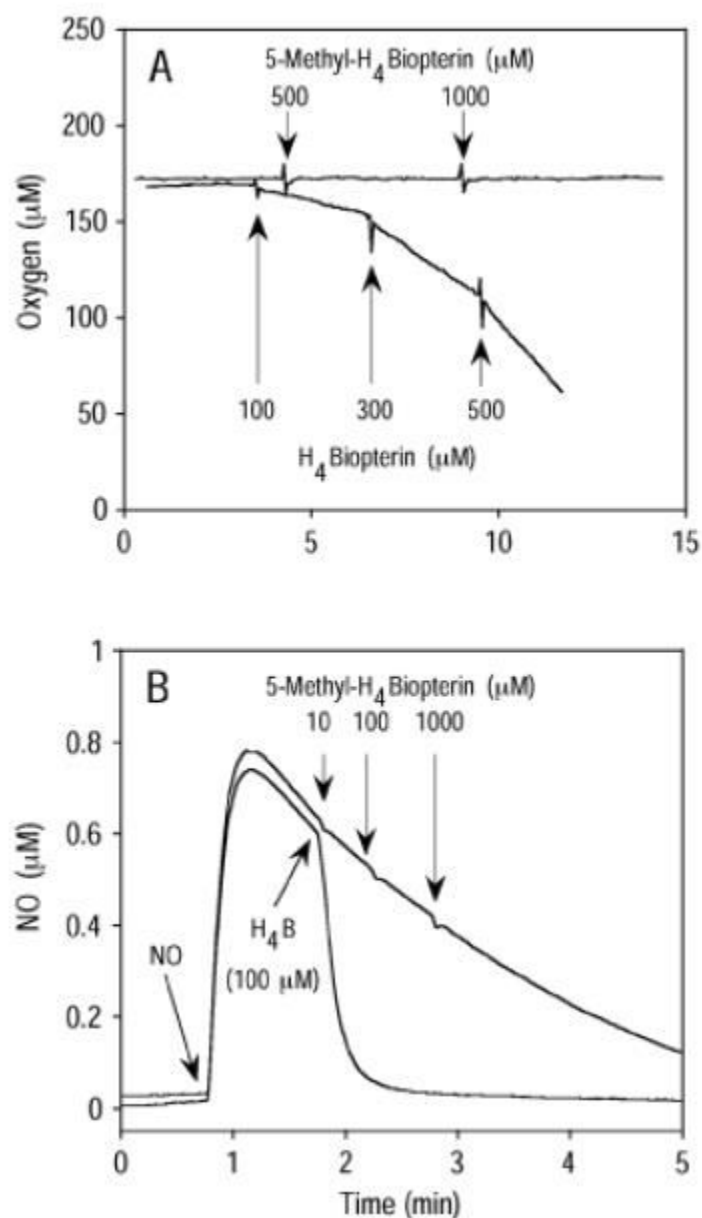 A
5-Methyl-H4Biopterin (μM)
500 1000
250
200
150
100
50
0
Oxygen (μM)
100 300 500
H4Biopterin (μM)
0 5 10 15
B
5-Methyl-H4Biopterin (μM)
10 100 1000
1
0.8
0.6
0.4
0.2
0
NO (μM)
NO
H4B
(100 μM)
0 1 2 3 4 5
Time (min)